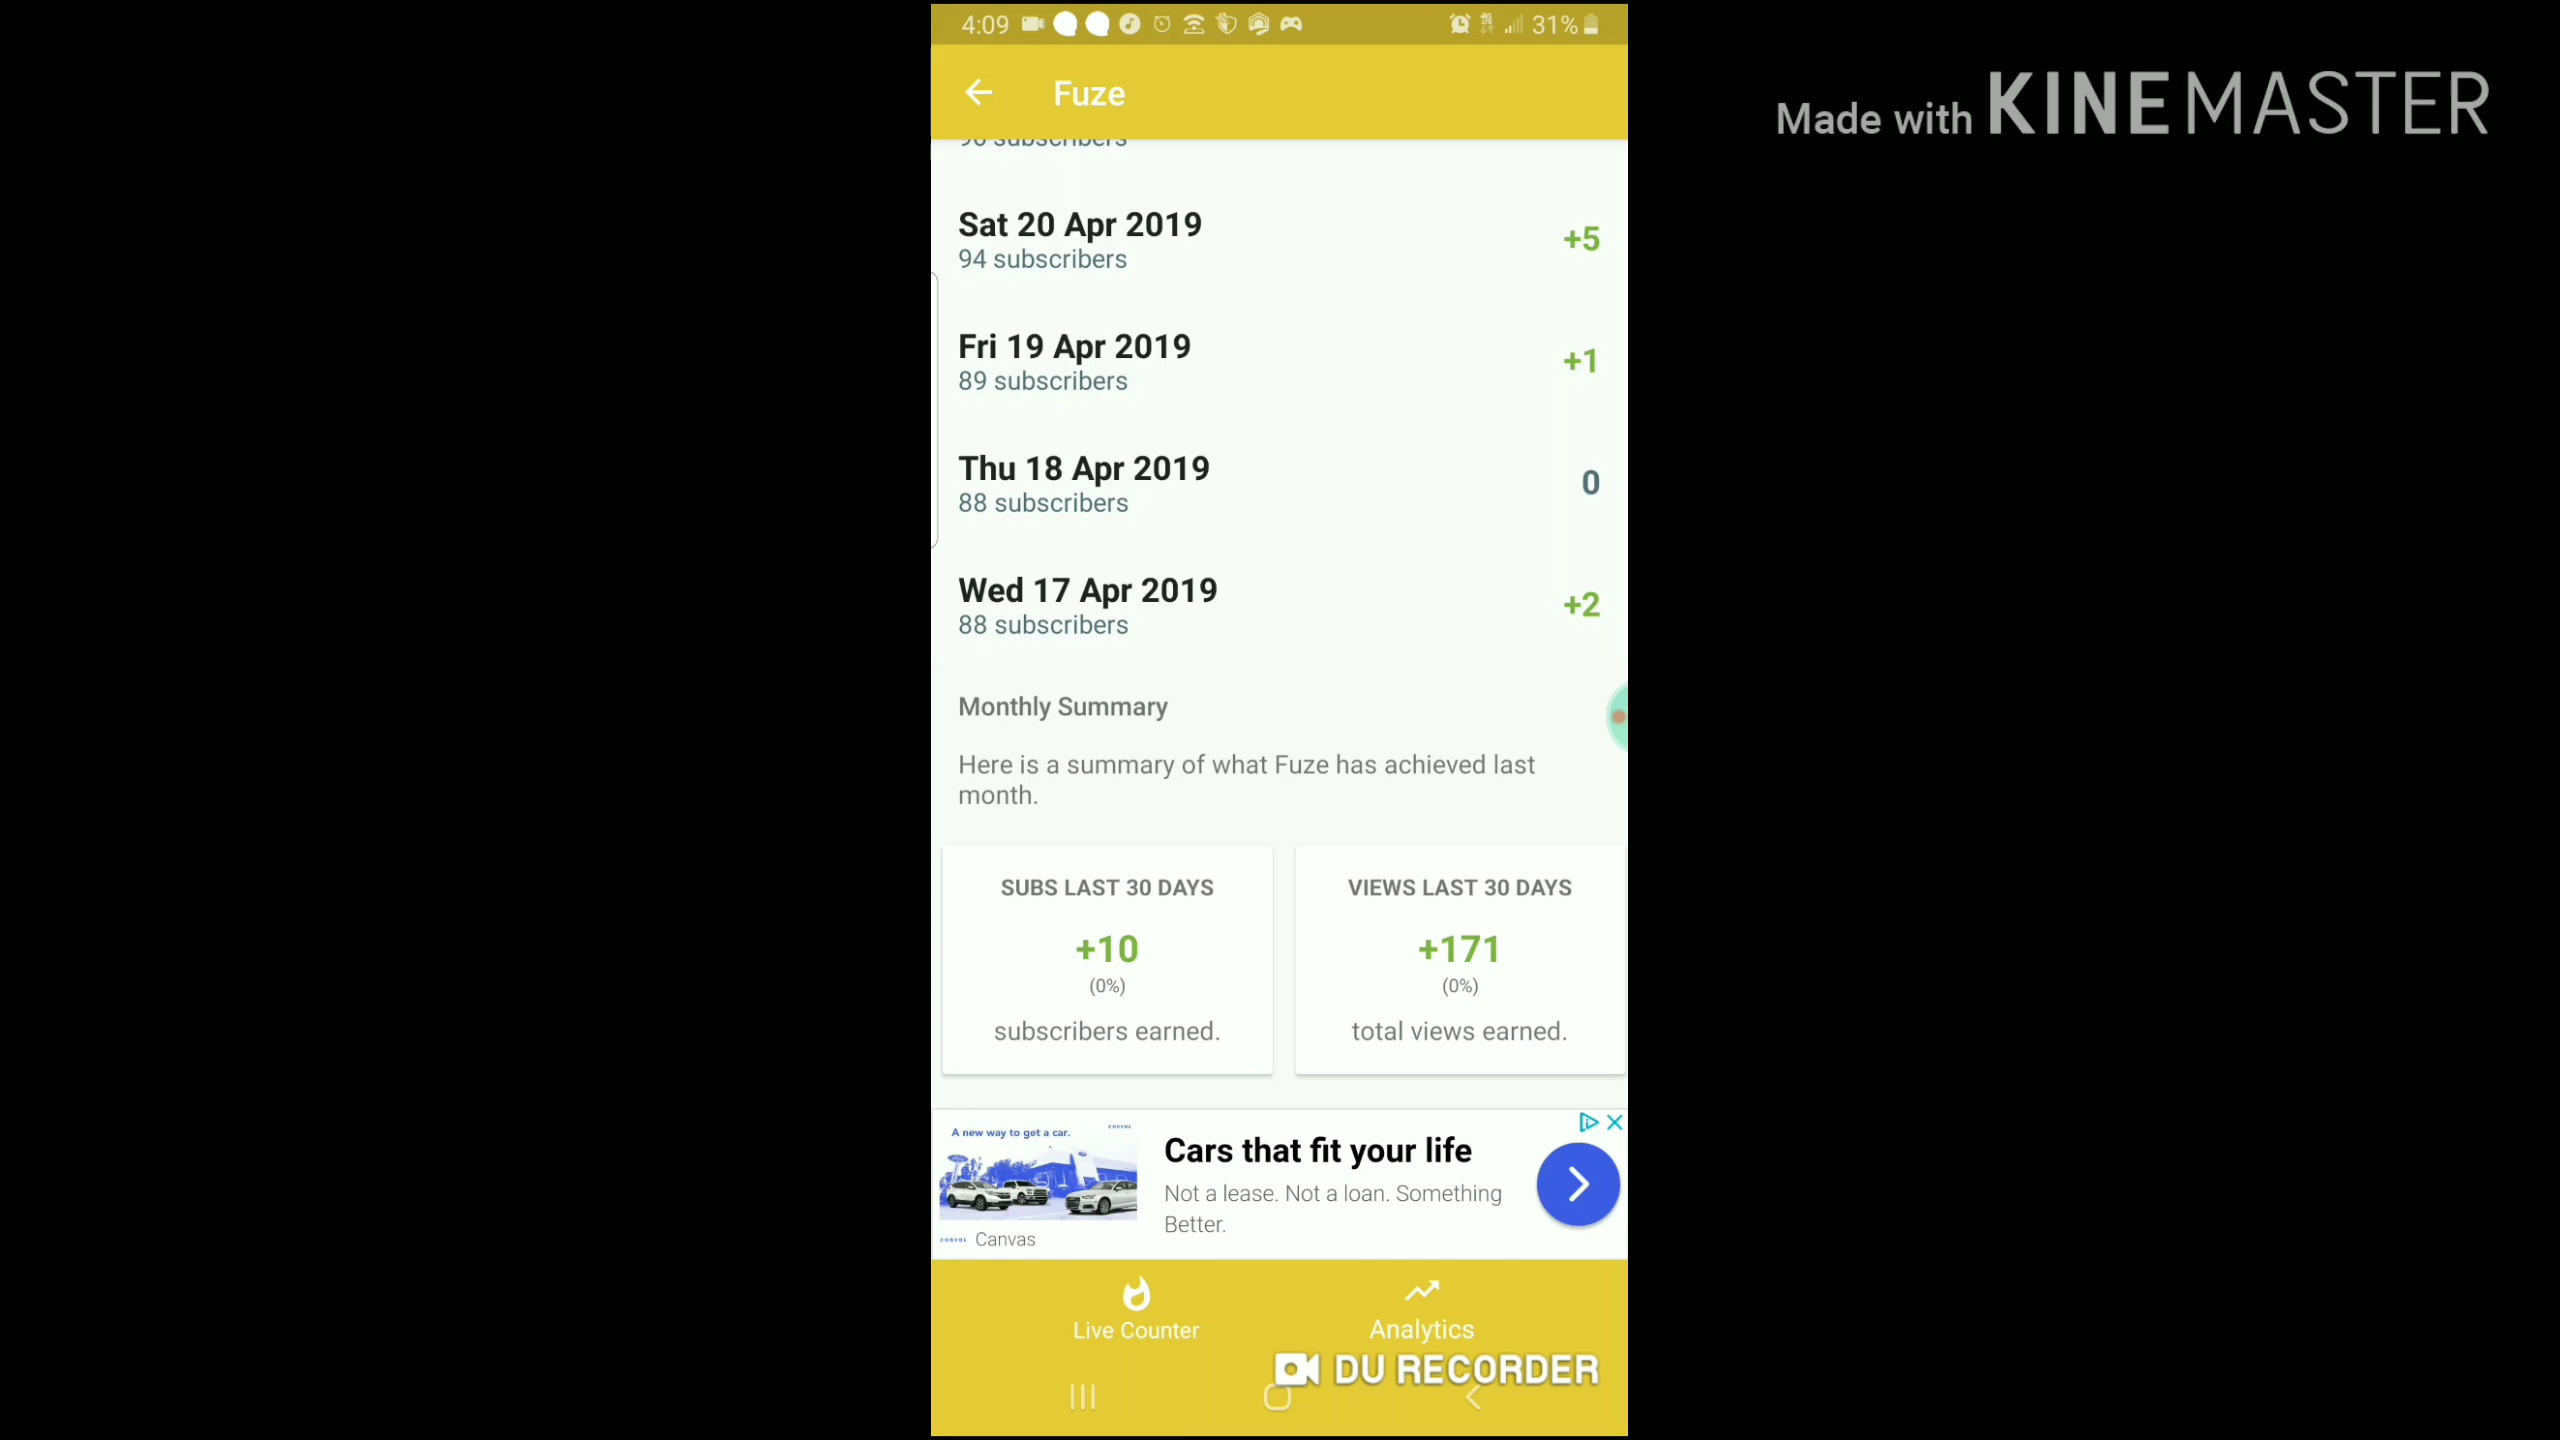 4:09
31%
Made with KINEMASTER
Fuze
subscribers
Sat 20 Apr 2019
+5
94 subscribers
Fri 19 Apr 2019
+1
89 subscribers
Thu 18 Apr 2019
0
88 subscribers
Wed 17 Apr 2019
+2
88 subscribers
Monthly Summary
Here is a summary of what Fuze has achieved last
month.
SUBS LAST 30 DAYS
+10
(0%)
subscribers earned.
VIEWS LAST 30 DAYS
+171
(0%)
total views earned.
A new way to get a car.
canvas
Cars that fit your life
Not a lease. Not a loan. Something
Better.
canvas Canvas
Live Counter
Analytics
DU RECORDER